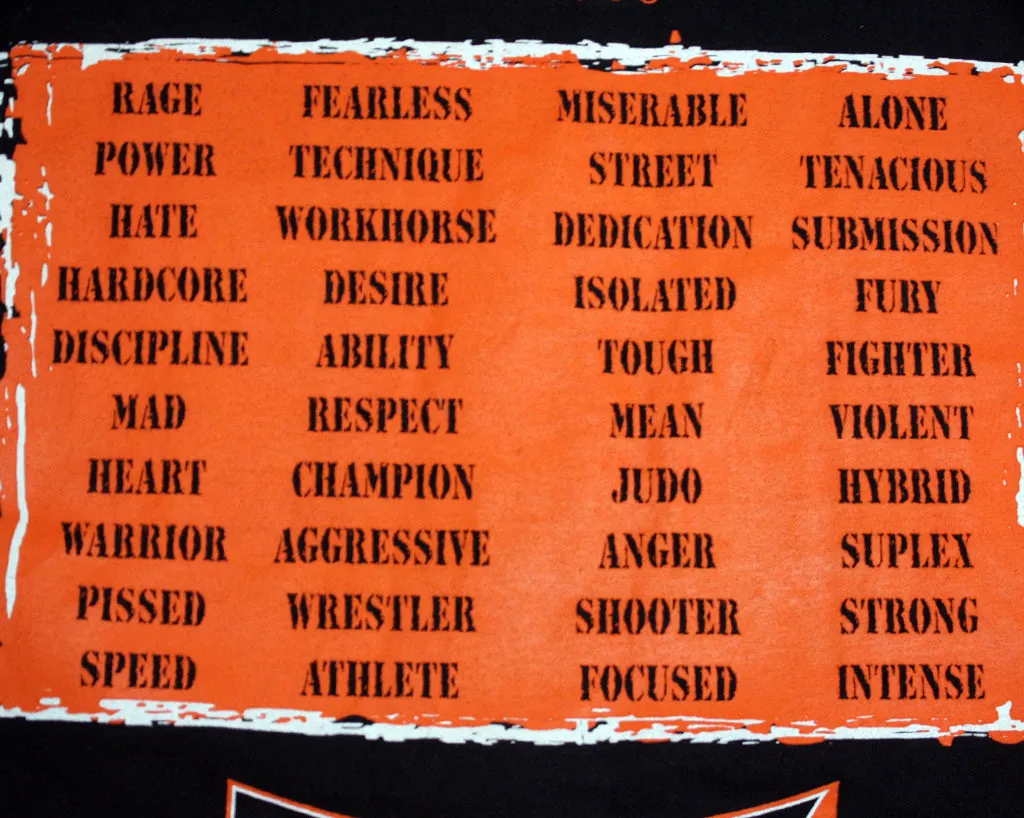 RAGE FEARLESS MISERABLE ALONE
POWER TECHNIQUE STREET TENACIOUS
HATE WORKHORSE DEDICATION SUBMISSION
HARDCORE DESIRE ISOLATED FURY
DISCIPLINE ABILITY TOUGH FIGHTER
MAD RESPECT MEAN VIOLENT
HEART CHAMPION JUDO HYBRID
WARRIOR AGGRESSIVE ANGER SUPLEX
PISSED WRESTLER SHOOTER STRONG
SPEED ATHLETE FOCUSED INTENSE